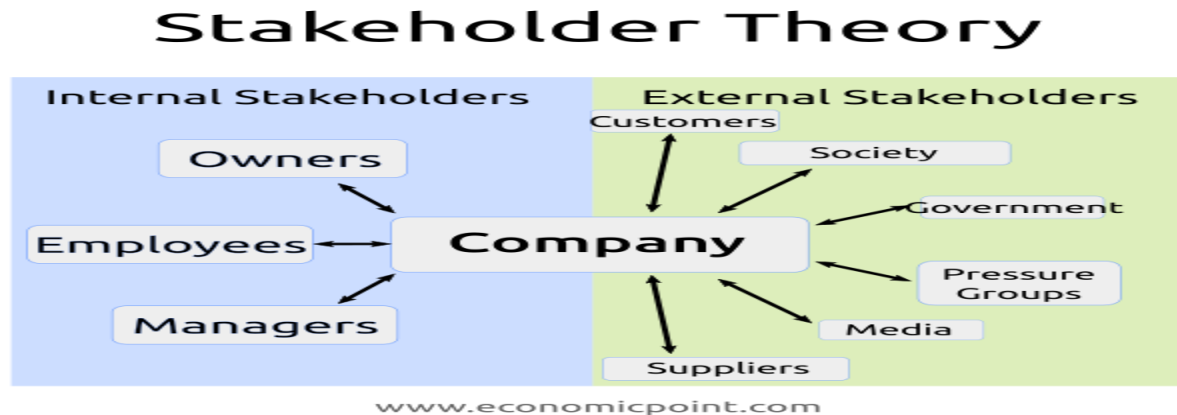 Stakeholder Theory
Internal Stakeholders
External Stakeholders
Customers
Owners
Society
Government
Employees
Company
Pressure
Groups
Managers
Media
Suppliers
www.economicpoint.com